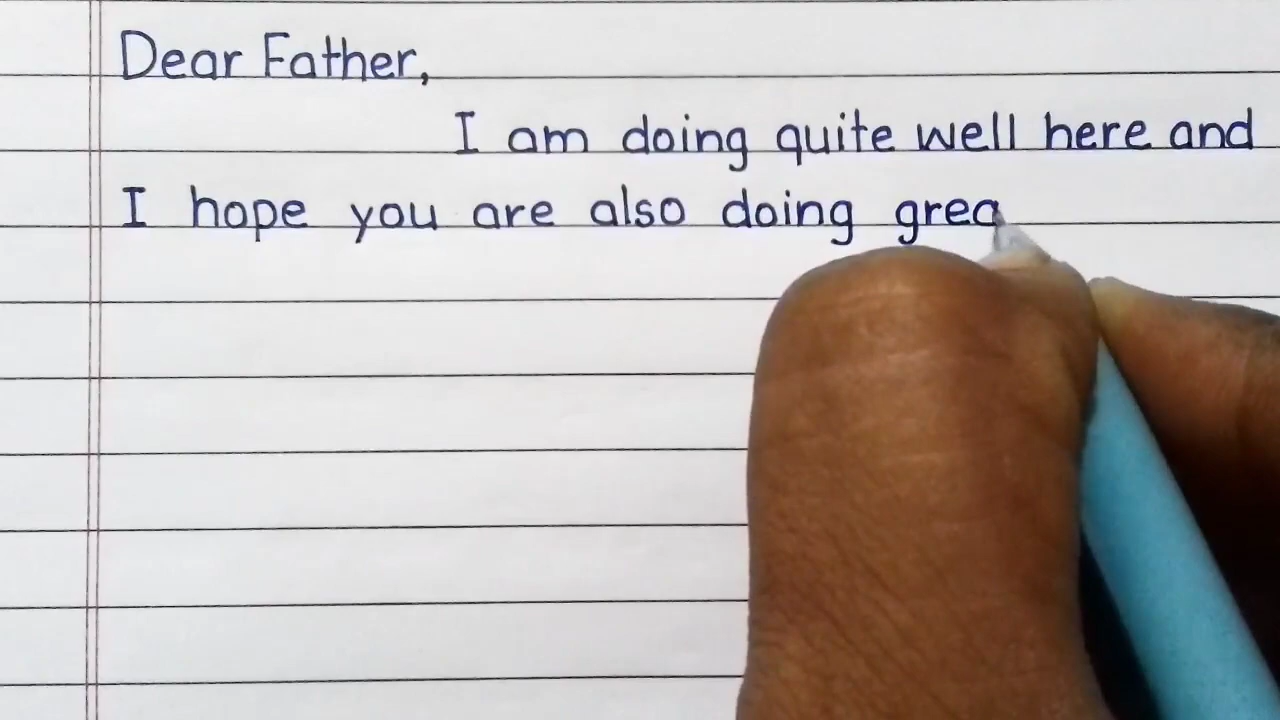 Dear Father,
I am doing quite well here and
I hope you are also doing grea